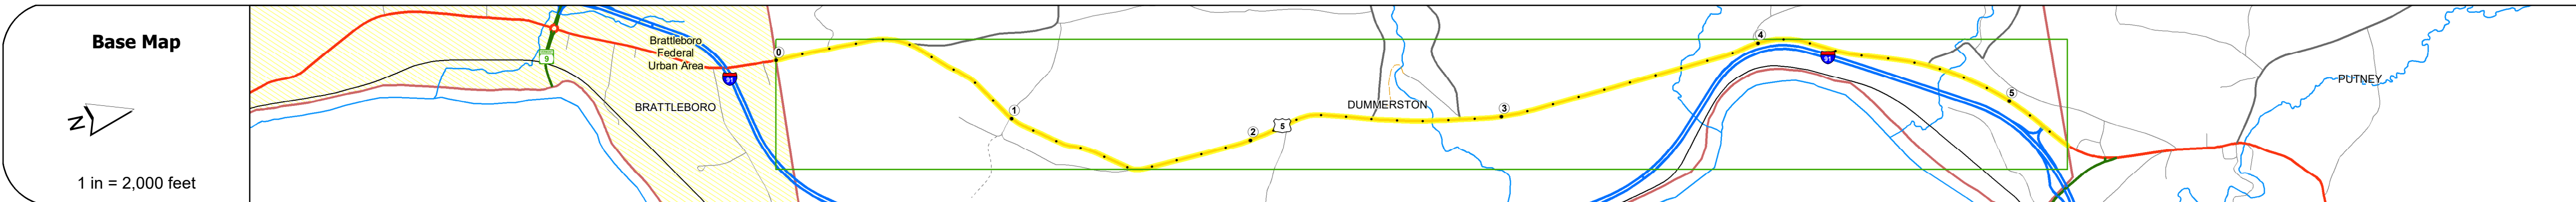 Base Map
N
1 in = 2,000 feet
9
Brattleboro
Federal
Urban Area
BRATTLEBORO
91
0
1
2
5
3
DUMMERSTON
4
91
5
PUTNEY